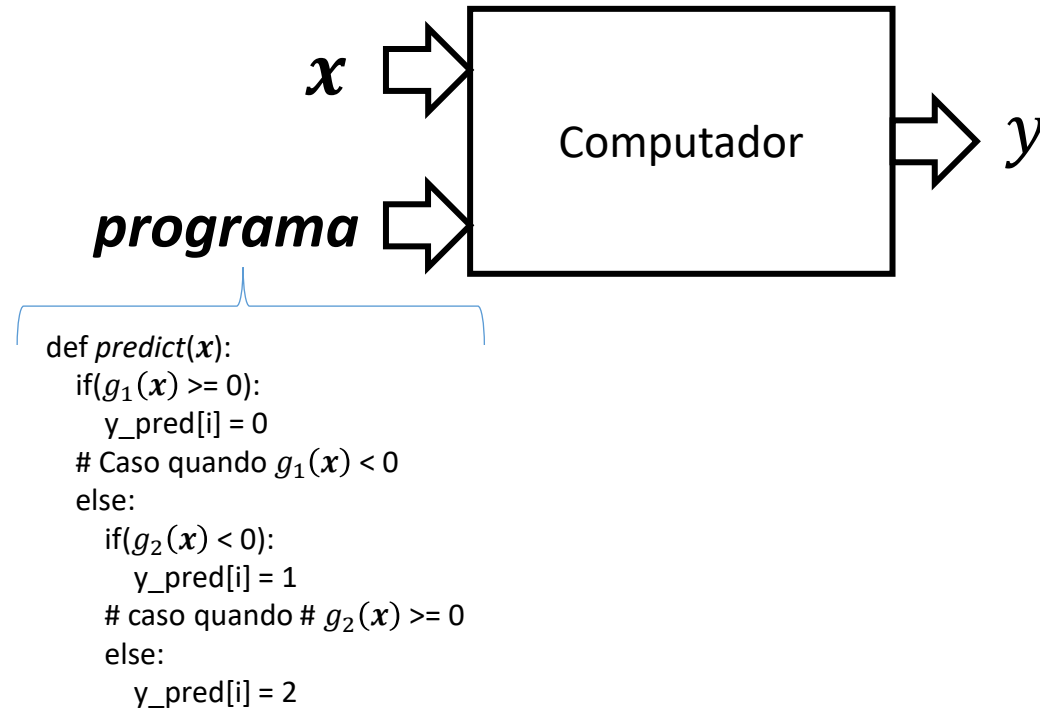 x
Computador
y
programa
def predict(x):
if(g₁(x) >= 0):
y_pred[i] = 0
# Caso quando g₁(x) < 0
else:
if(g₂(x) < 0):
y_pred[i] = 1
# caso quando # g₂(x) >= 0
else:
y_pred[i] = 2